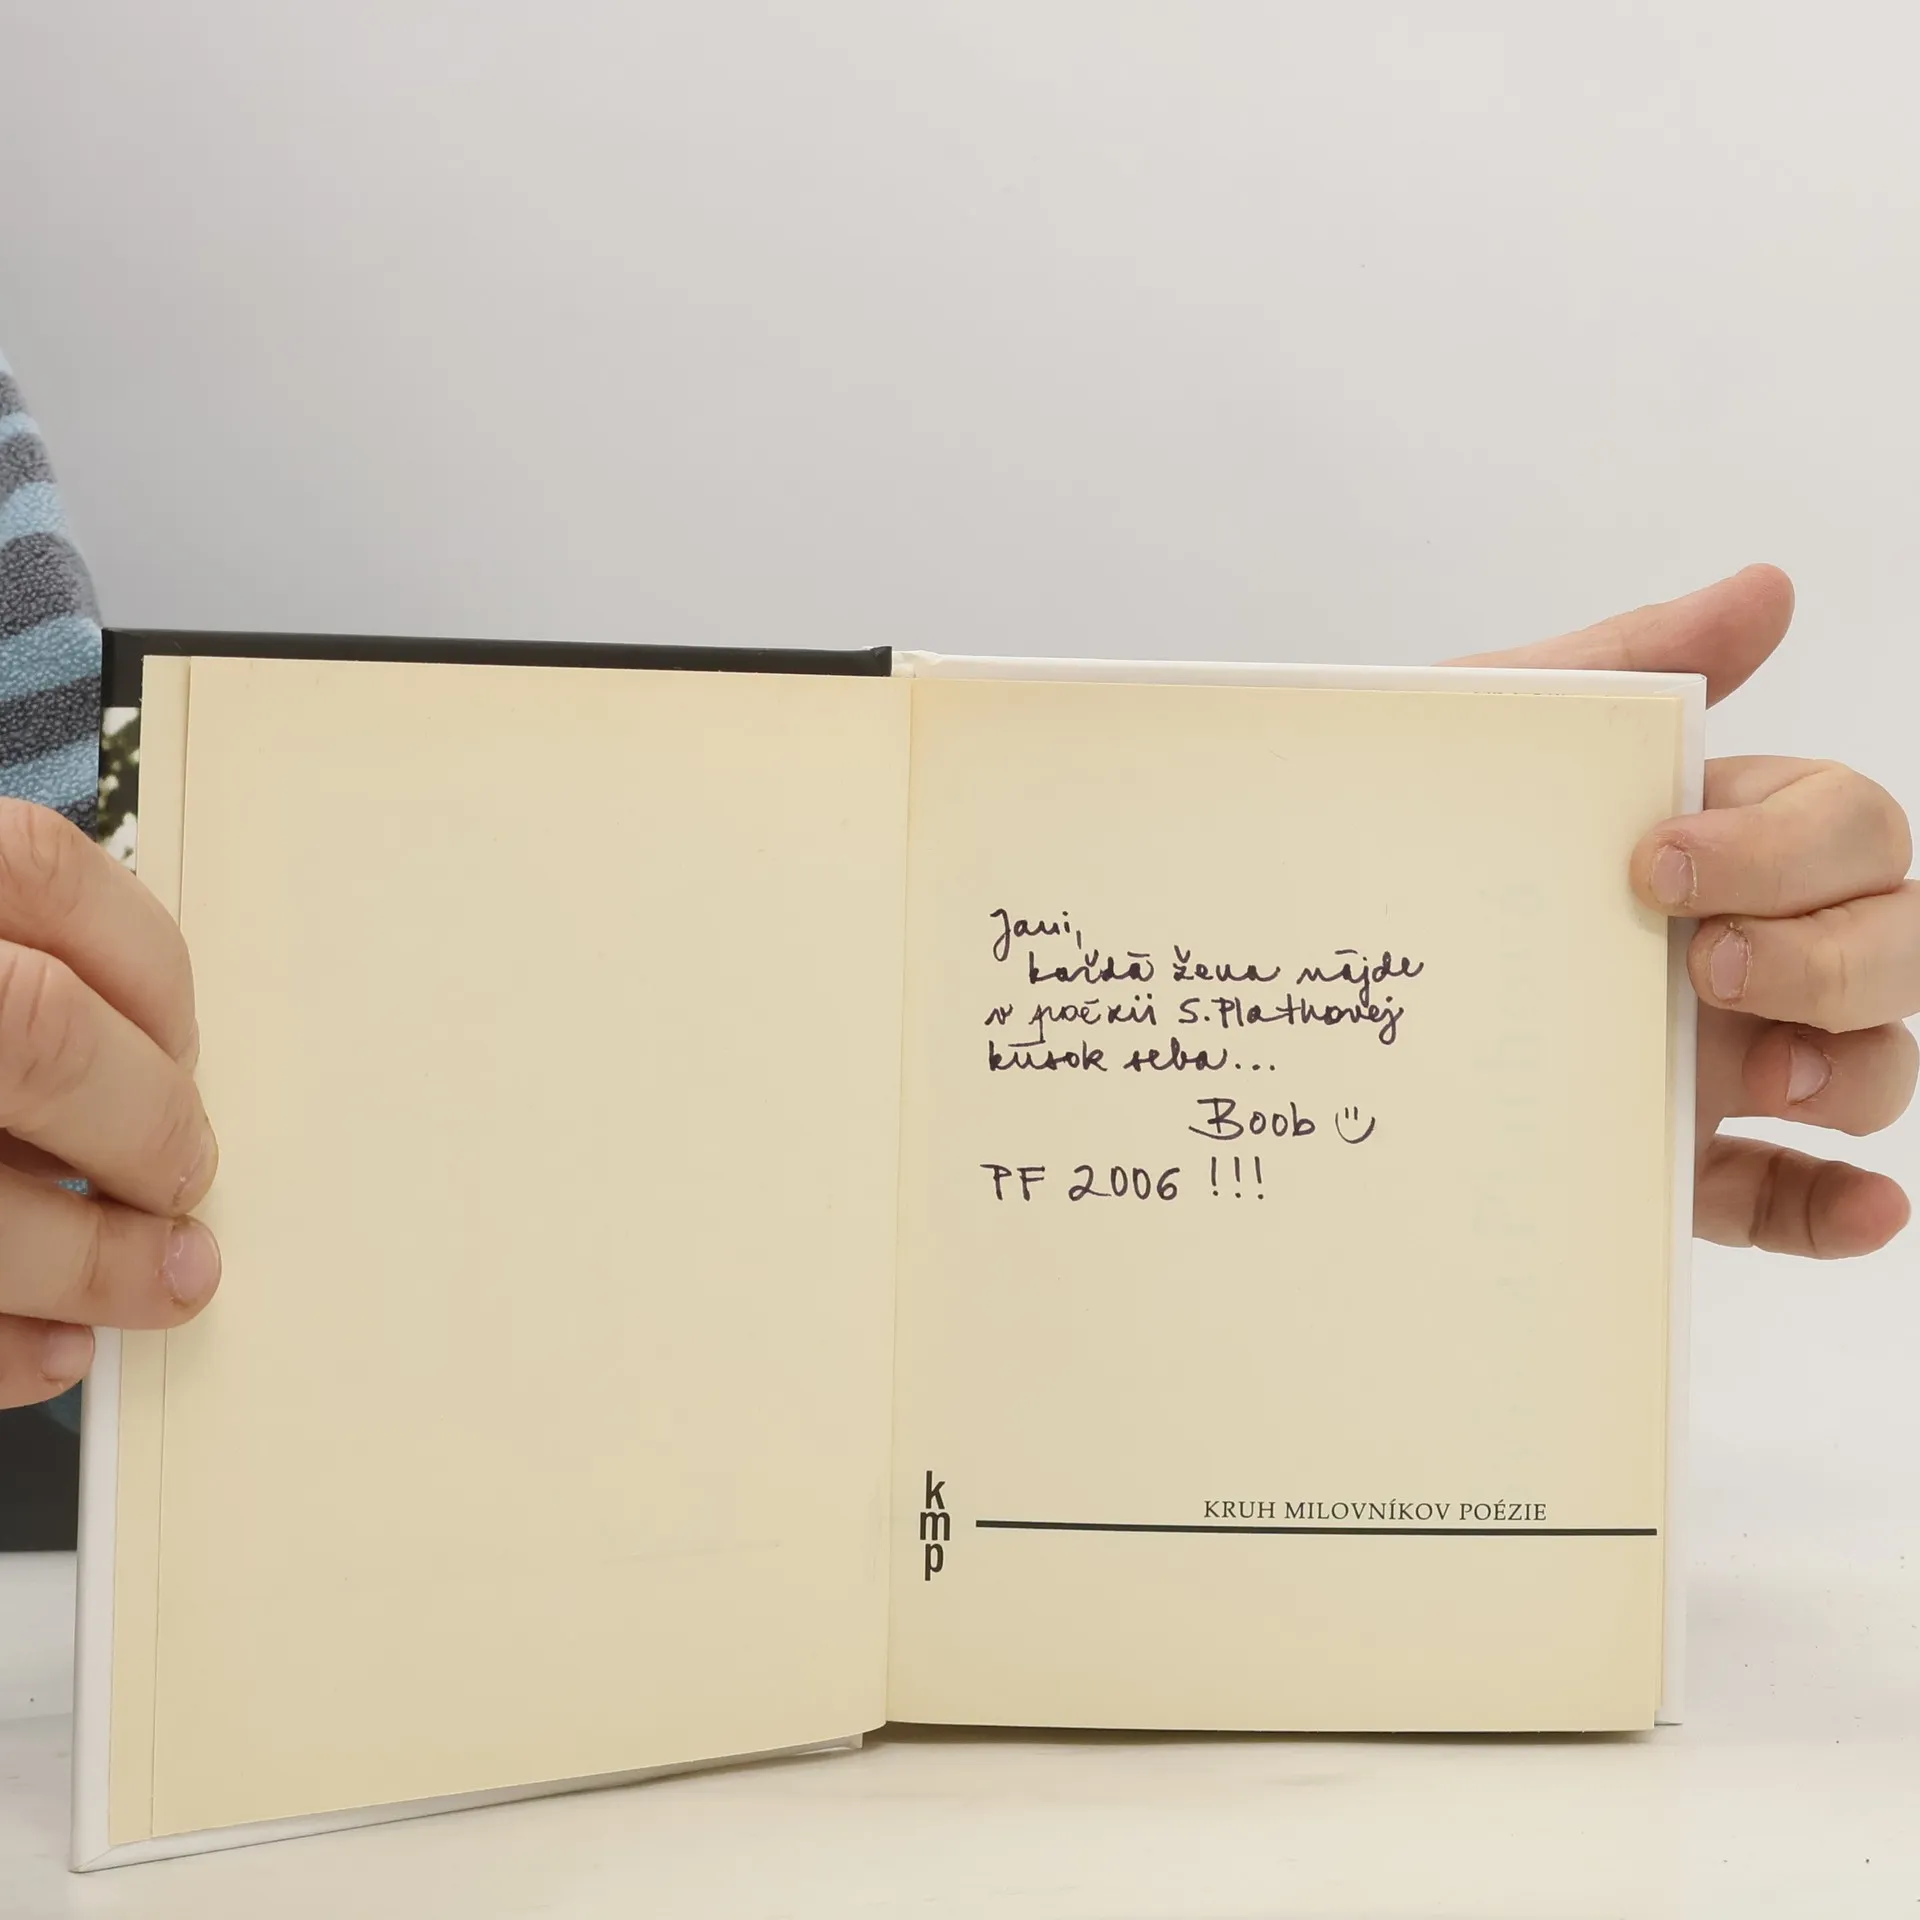 Jani,
každá žena nájde
v poézii S. Plathovej
kúsok seba...
Boob
PF 2006 !!!
kmp
KRUH MILOVNÍKOV POÉZIE